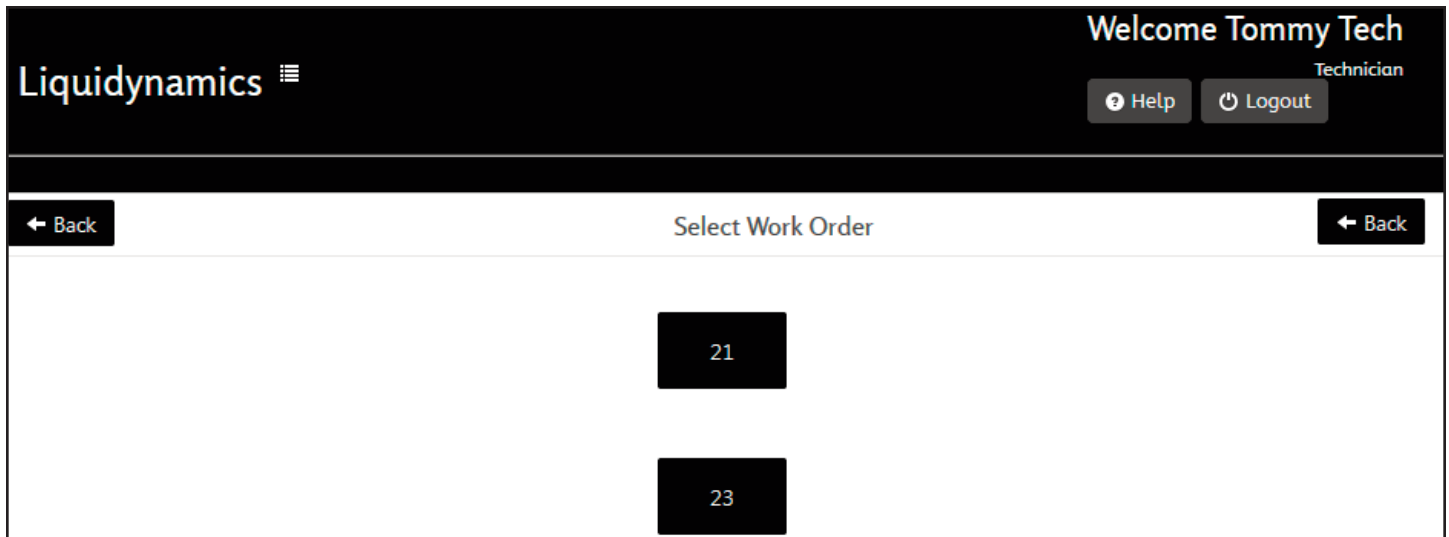 Welcome Tommy Tech
Liquidynamics
Technician
Help
Logout
Back
Select Work Order
Back
21
23